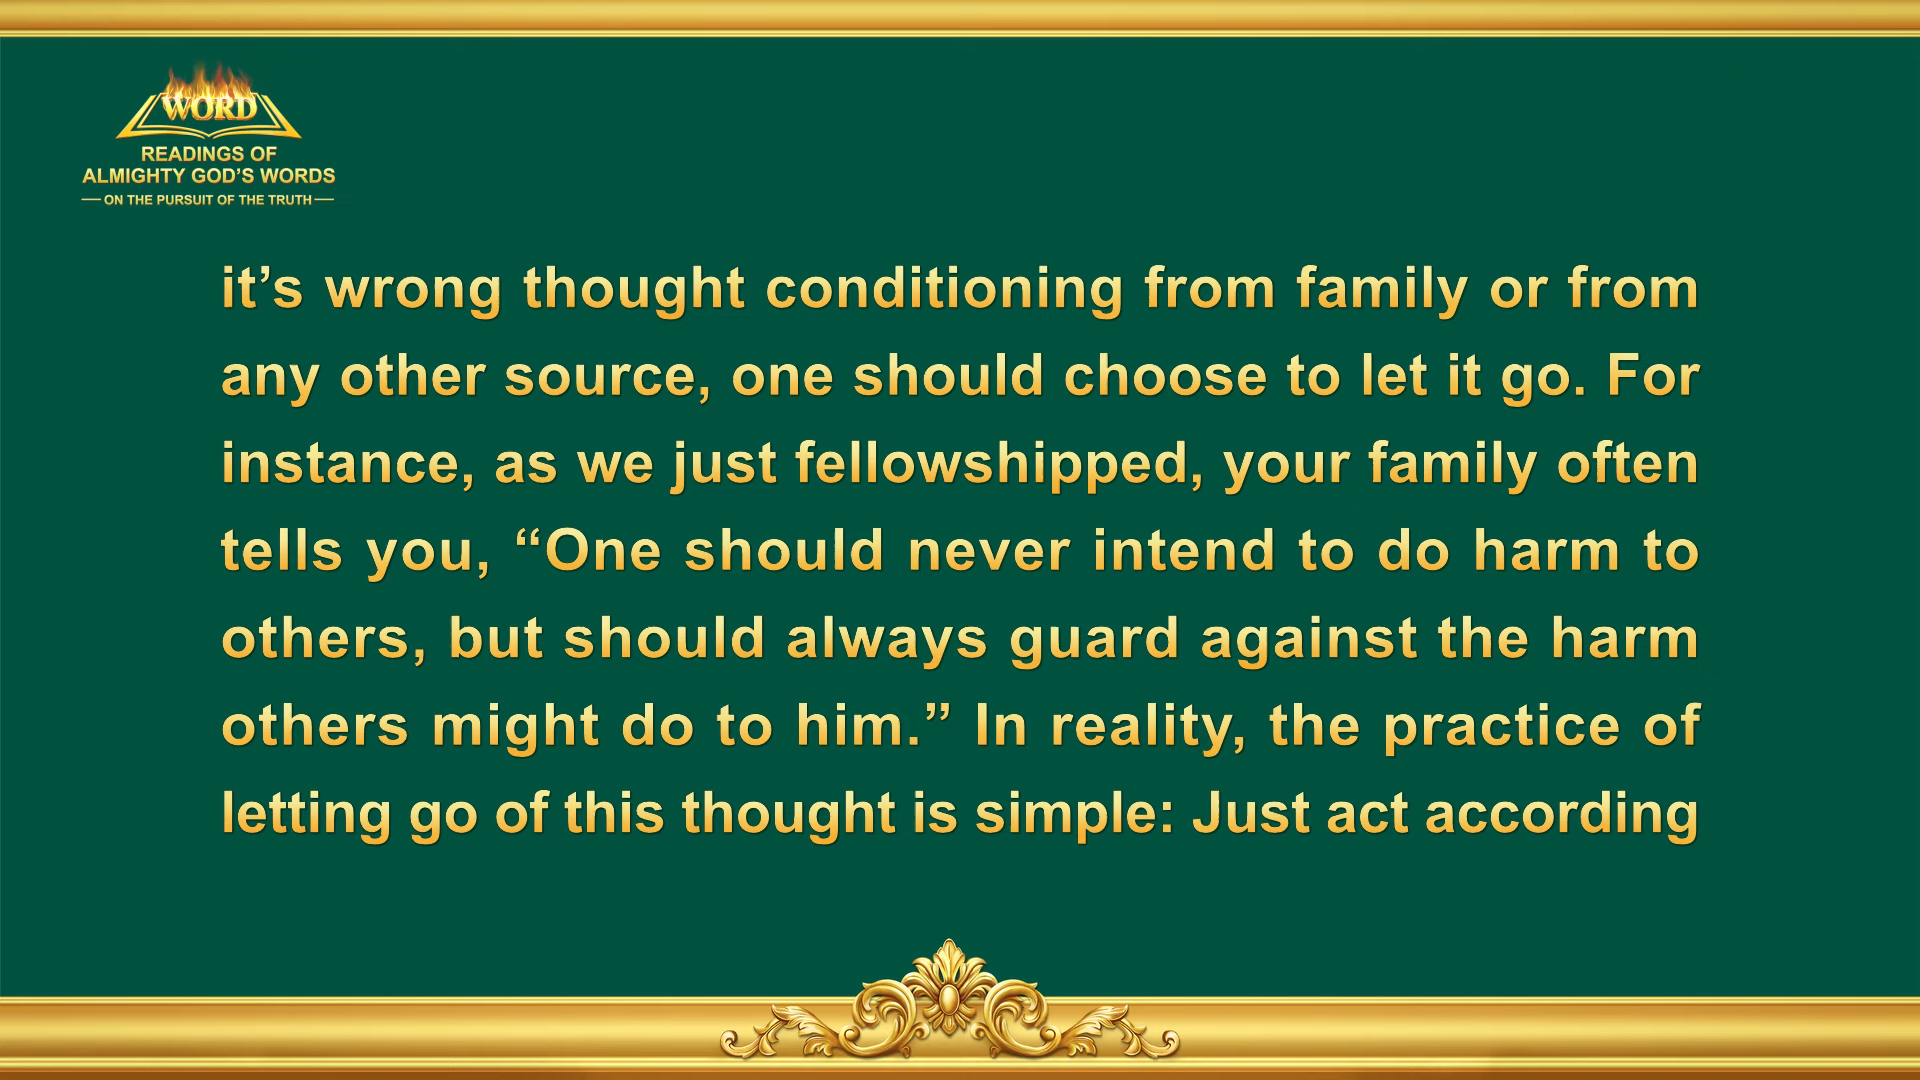 WORD
READINGS OF
ALMIGHTY GOD’S WORDS
ON THE PURSUIT OF THE TRUTH
it’s wrong thought conditioning from family or from
any other source, one should choose to let it go. For
instance, as we just fellowshipped, your family often
tells you, “One should never intend to do harm to
others, but should always guard against the harm
others might do to him.” In reality, the practice of
letting go of this thought is simple: Just act according